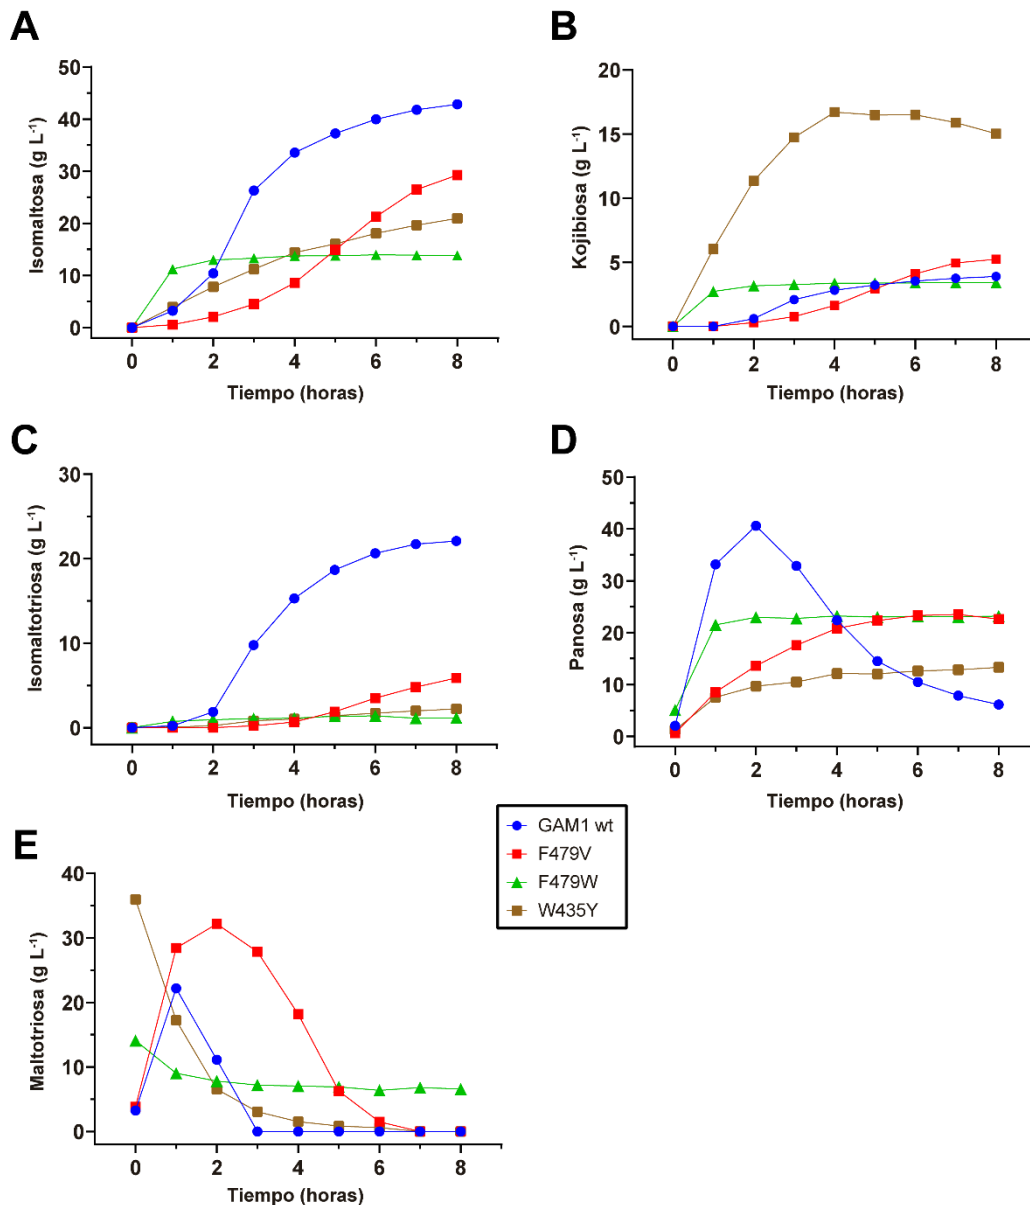 A
Isomaltosa (g L-1)
50
40
30
20
10
0
0 2 4 6 8
Tiempo (horas)
B
Kojibiosa (g L-1)
20
15
10
5
0
0 2 4 6 8
Tiempo (horas)
C
Isomaltotriosa (g L-1)
30
20
10
0
0 2 4 6 8
Tiempo (horas)
D
Panosa (g L-1)
50
40
30
20
10
0
0 2 4 6 8
Tiempo (horas)
GAM1 wt
F479V
F479W
W435Y
E
Maltotriosa (g L-1)
40
30
20
10
0
0 2 4 6 8
Tiempo (horas)